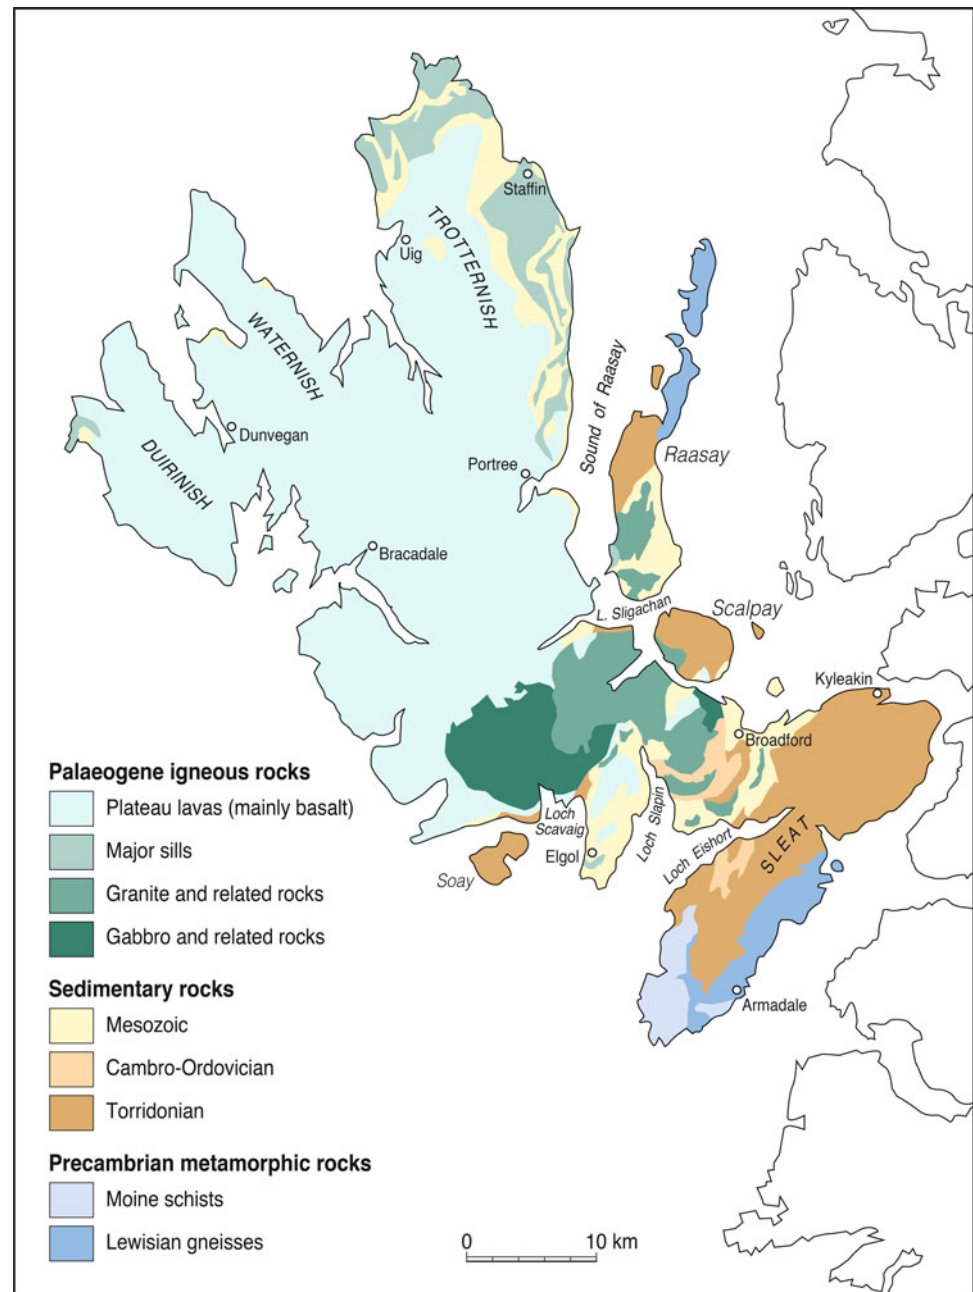 Staffin
TROTTERNISH
Uig
WATERNISH
Sound of Raasay
Dunvegan
DUIRINISH
Portree
Raasay
Bracadale
L. Sligachan
Scalpay
Kyleakin
Broadford
Loch
Scavaig
Loch Slapin
Elgol
Loch Eishort
SLEAT
Soay
Armadale
Palaeogene igneous rocks
Plateau lavas (mainly basalt)
Major sills
Granite and related rocks
Gabbro and related rocks
Sedimentary rocks
Mesozoic
Cambro-Ordovician
Torridonian
Precambrian metamorphic rocks
Moine schists
Lewisian gneisses
0 10 km